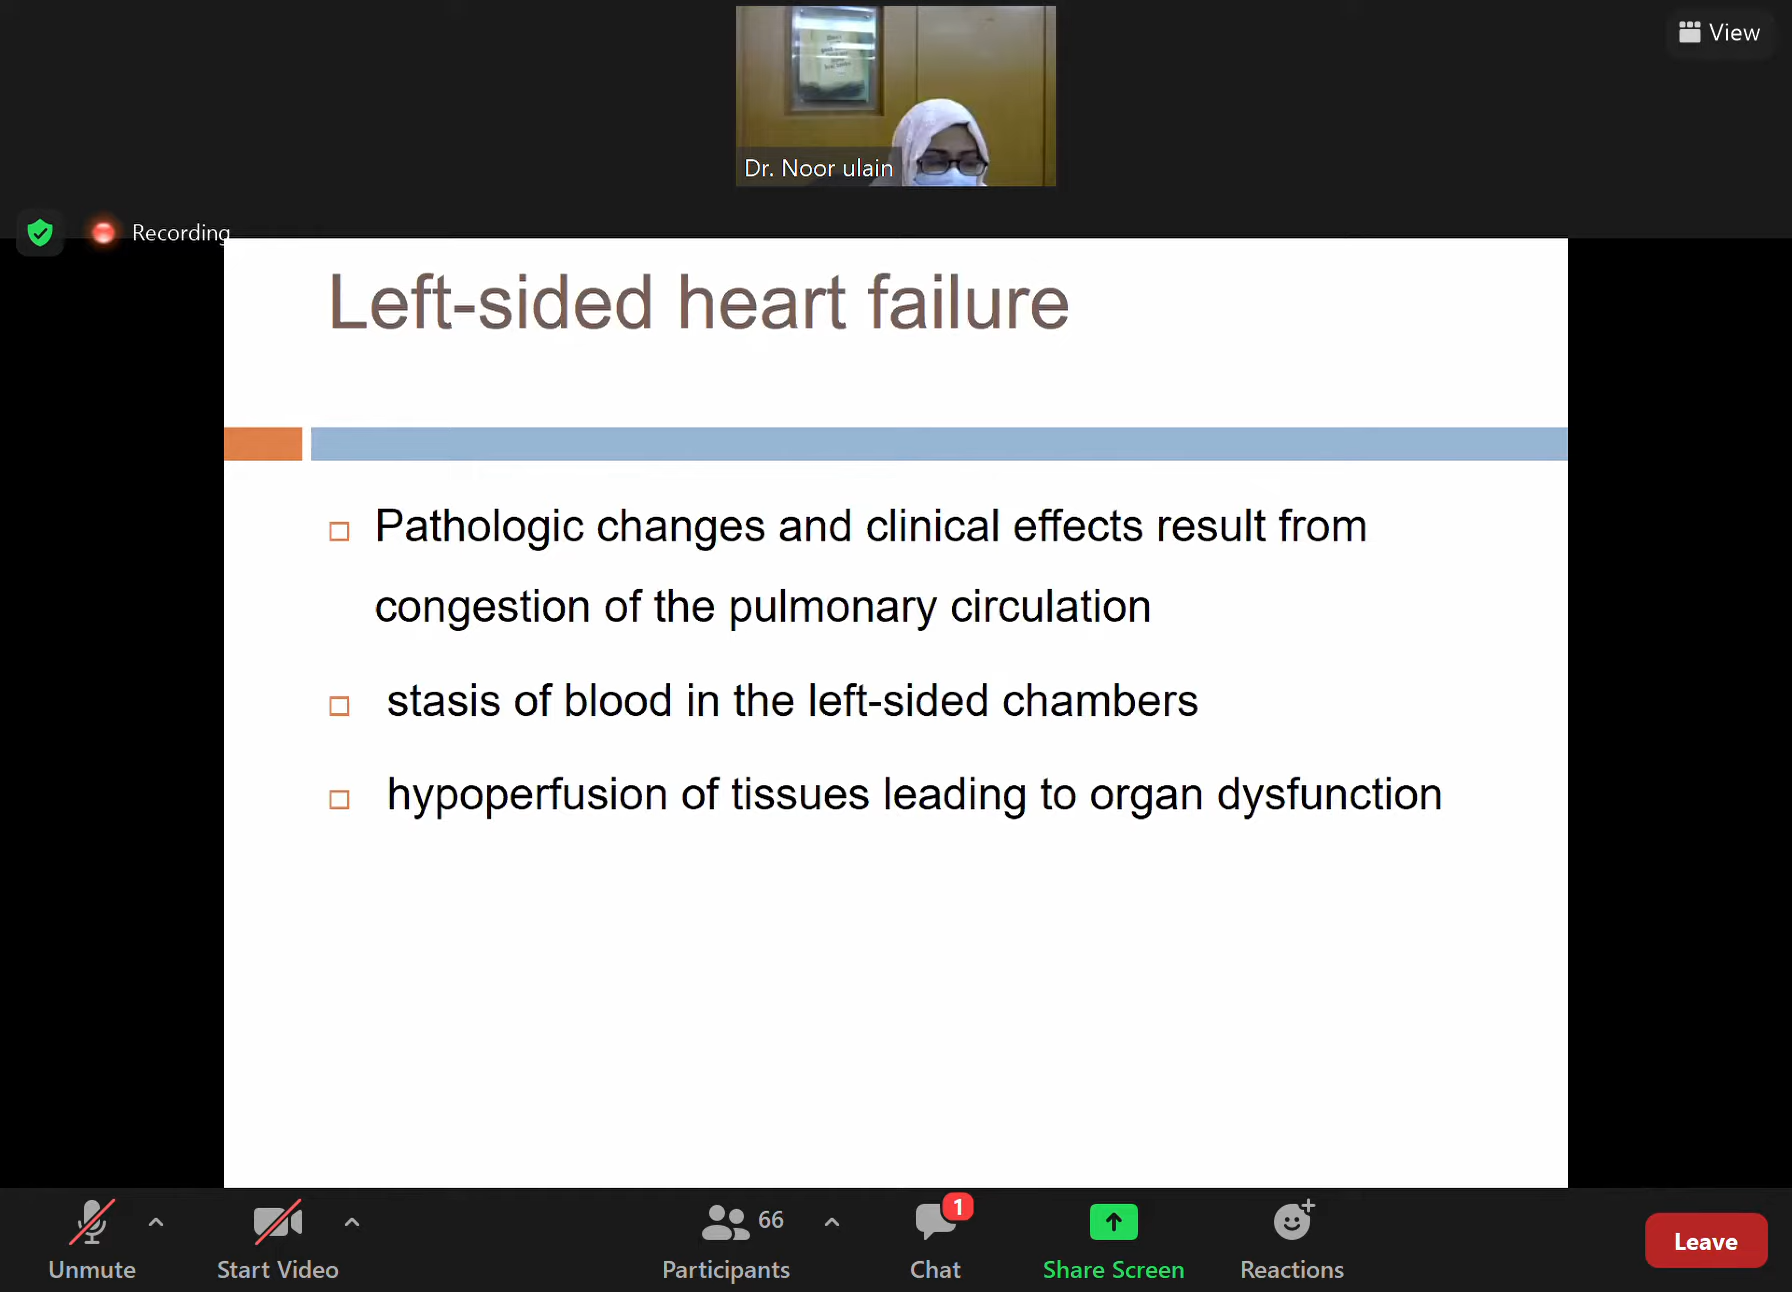 View
Dr. Noor ulain
Recording
Left-sided heart failure
Pathologic changes and clinical effects result from
congestion of the pulmonary circulation
stasis of blood in the left-sided chambers
hypoperfusion of tissues leading to organ dysfunction
Unmute
Start Video
66
Participants
1
Chat
Share Screen
Reactions
Leave